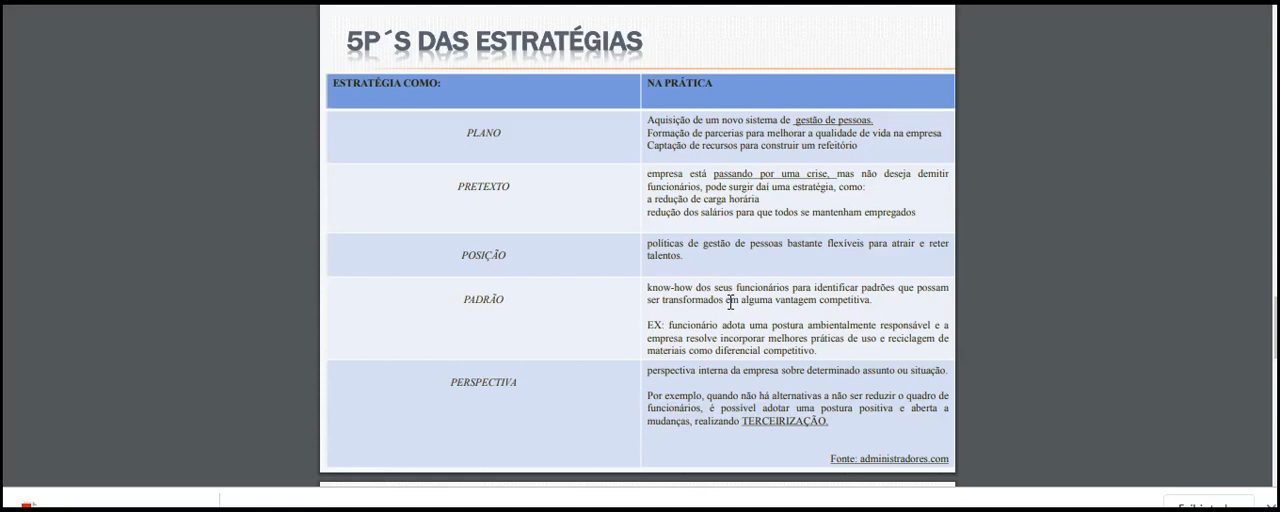 5P´S DAS ESTRATÉGIAS
ESTRATÉGIA COMO:
NA PRÁTICA
PLANO
Aquisição de um novo sistema de gestão de pessoas.
Formação de parcerias para melhorar a qualidade de vida na empresa
Captação de recursos para construir um refeitório
PRETEXTO
empresa está passando por uma crise, mas não deseja demitir
funcionários, pode surgir daí uma estratégia, como:
a redução de carga horária
redução dos salários para que todos se mantenham empregados
POSIÇÃO
políticas de gestão de pessoas bastante flexíveis para atrair e reter
talentos.
PADRÃO
know-how dos seus funcionários para identificar padrões que possam
ser transformados em alguma vantagem competitiva.
EX: funcionário adota uma postura ambientalmente responsável e a
empresa resolve incorporar melhores práticas de uso e reciclagem de
materiais como diferencial competitivo.
PERSPECTIVA
perspectiva interna da empresa sobre determinado assunto ou situação.
Por exemplo, quando não há alternativas a não ser reduzir o quadro de
funcionários, é possível adotar uma postura positiva e aberta a
mudanças, realizando TERCEIRIZAÇÃO.
Fonte: administradores.com